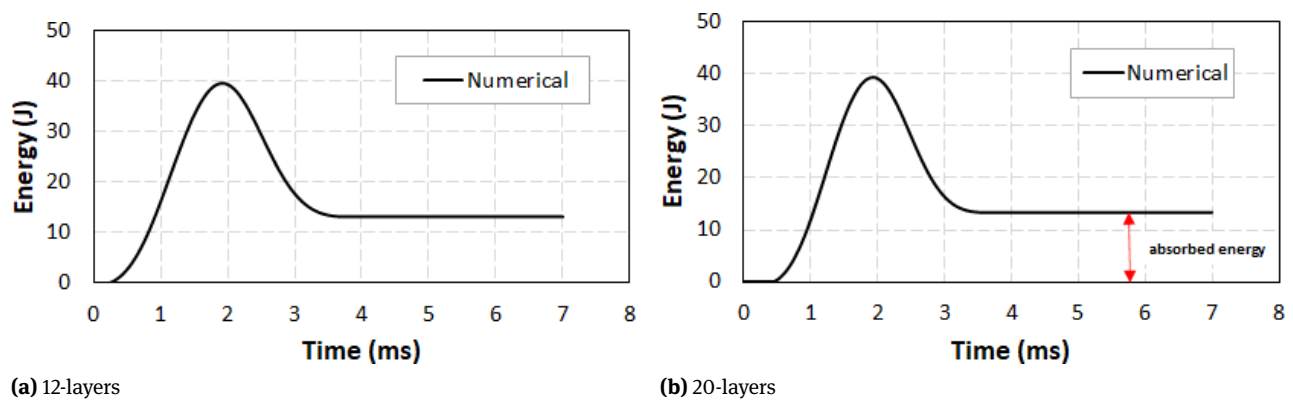 50
40
30
20
10
0
Energy (J)
Numerical
0 1 2 3 4 5 6 7 8
Time (ms)
(a) 12-layers
50
40
30
20
10
0
Energy (J)
Numerical
absorbed energy
0 1 2 3 4 5 6 7 8
Time (ms)
(b) 20-layers